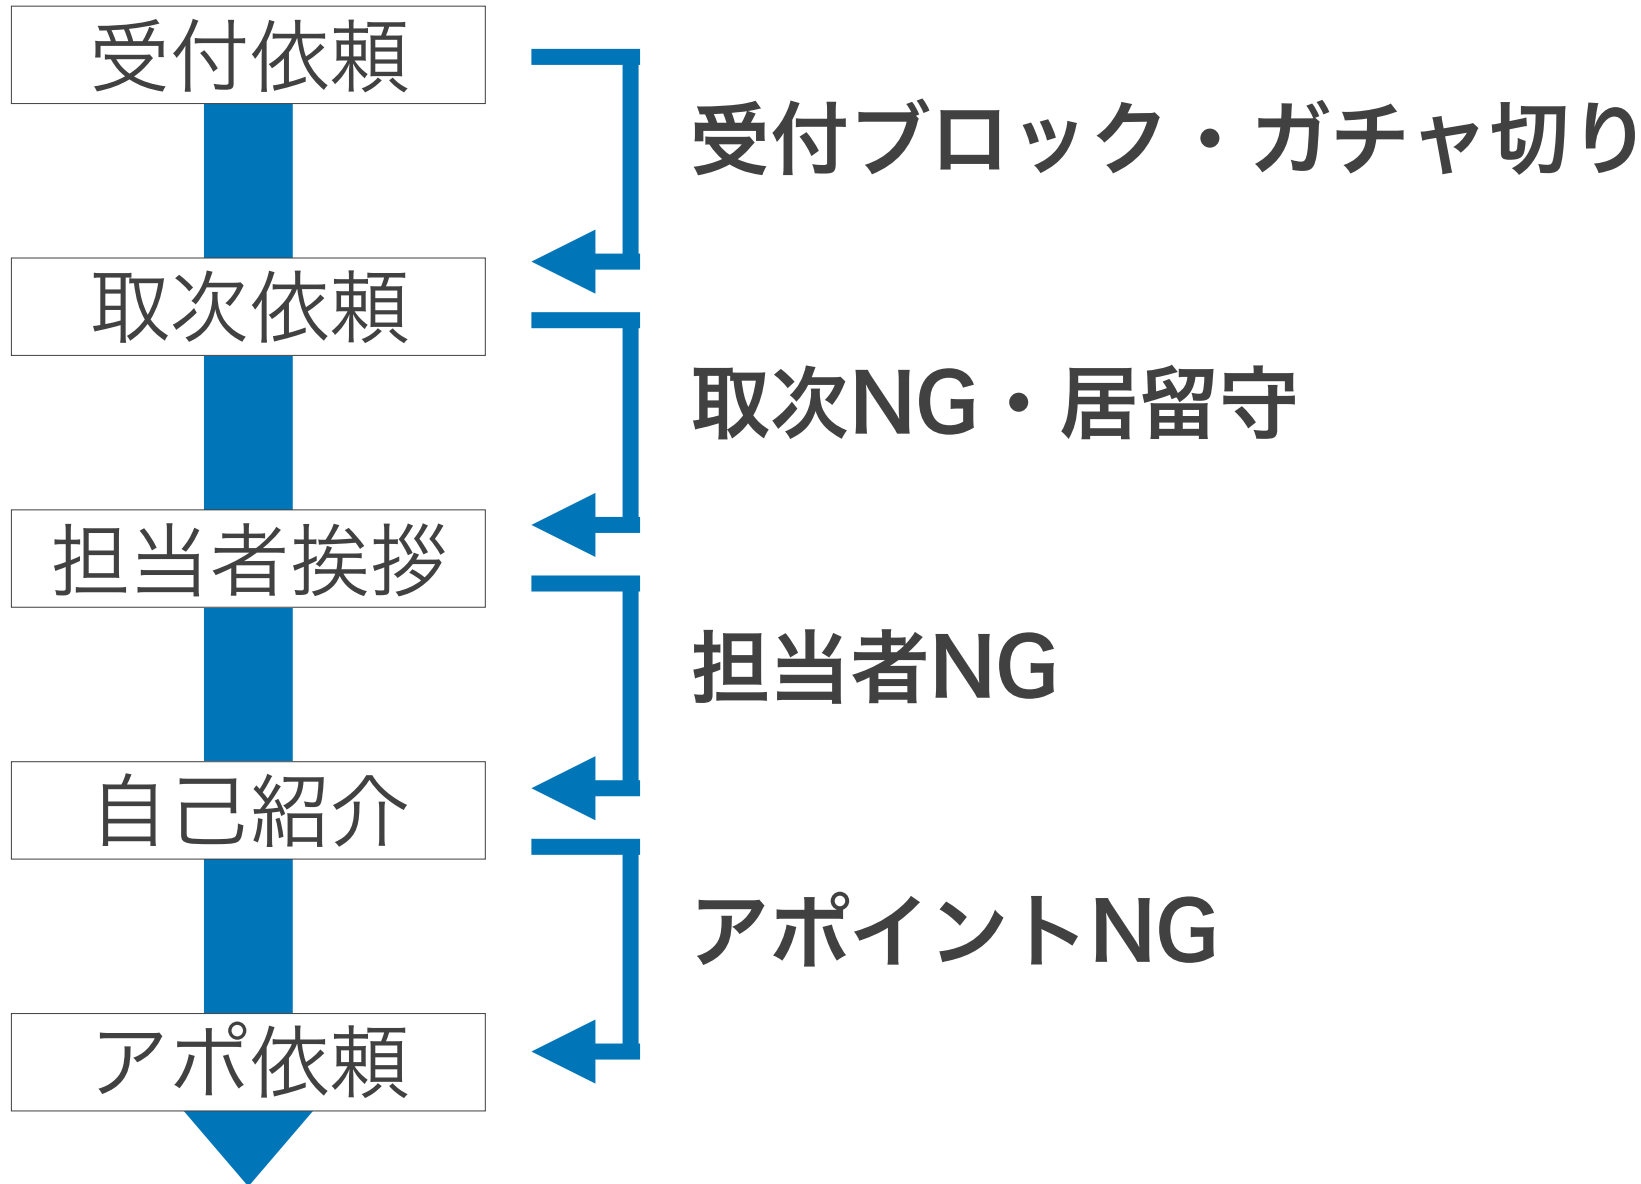 受付依頼
受付ブロック・ガチャ切り
取次依頼
取次NG・居留守
担当者挨拶
担当者NG
自己紹介
アポイントNG
アポ依頼